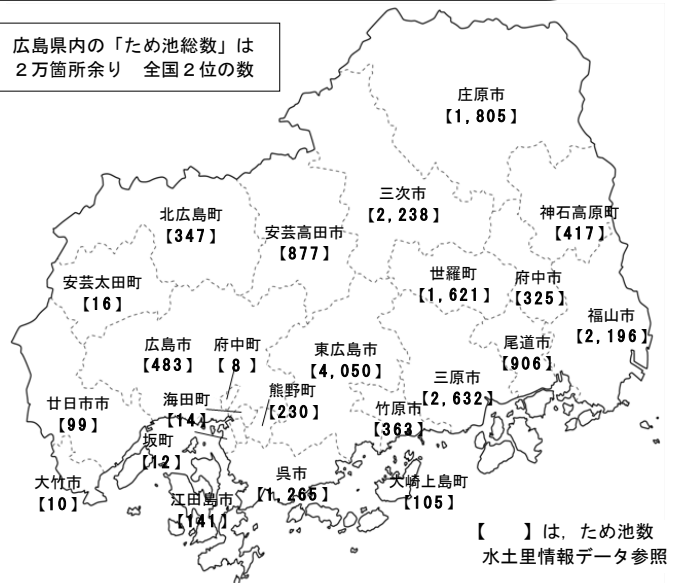 広島県内の「ため池総数」は
２万箇所余り　全国２位の数
庄原市
【1,805】
三次市
【2,238】
神石高原町
【417】
北広島町
【347】
安芸高田市
【877】
世羅町
【1,621】
府中市
【325】
安芸太田町
【16】
福山市
【2,196】
広島市
【483】
府中町
【8】
東広島市
【4,050】
尾道市
【906】
三原市
【2,632】
海田町
【14】
熊野町
【230】
竹原市
【363】
廿日市市
【99】
坂町
【12】
大竹市
【10】
江田島市
【141】
呉市
【1,265】
大崎上島町
【105】
【　　】は，ため池数
水土里情報データ参照